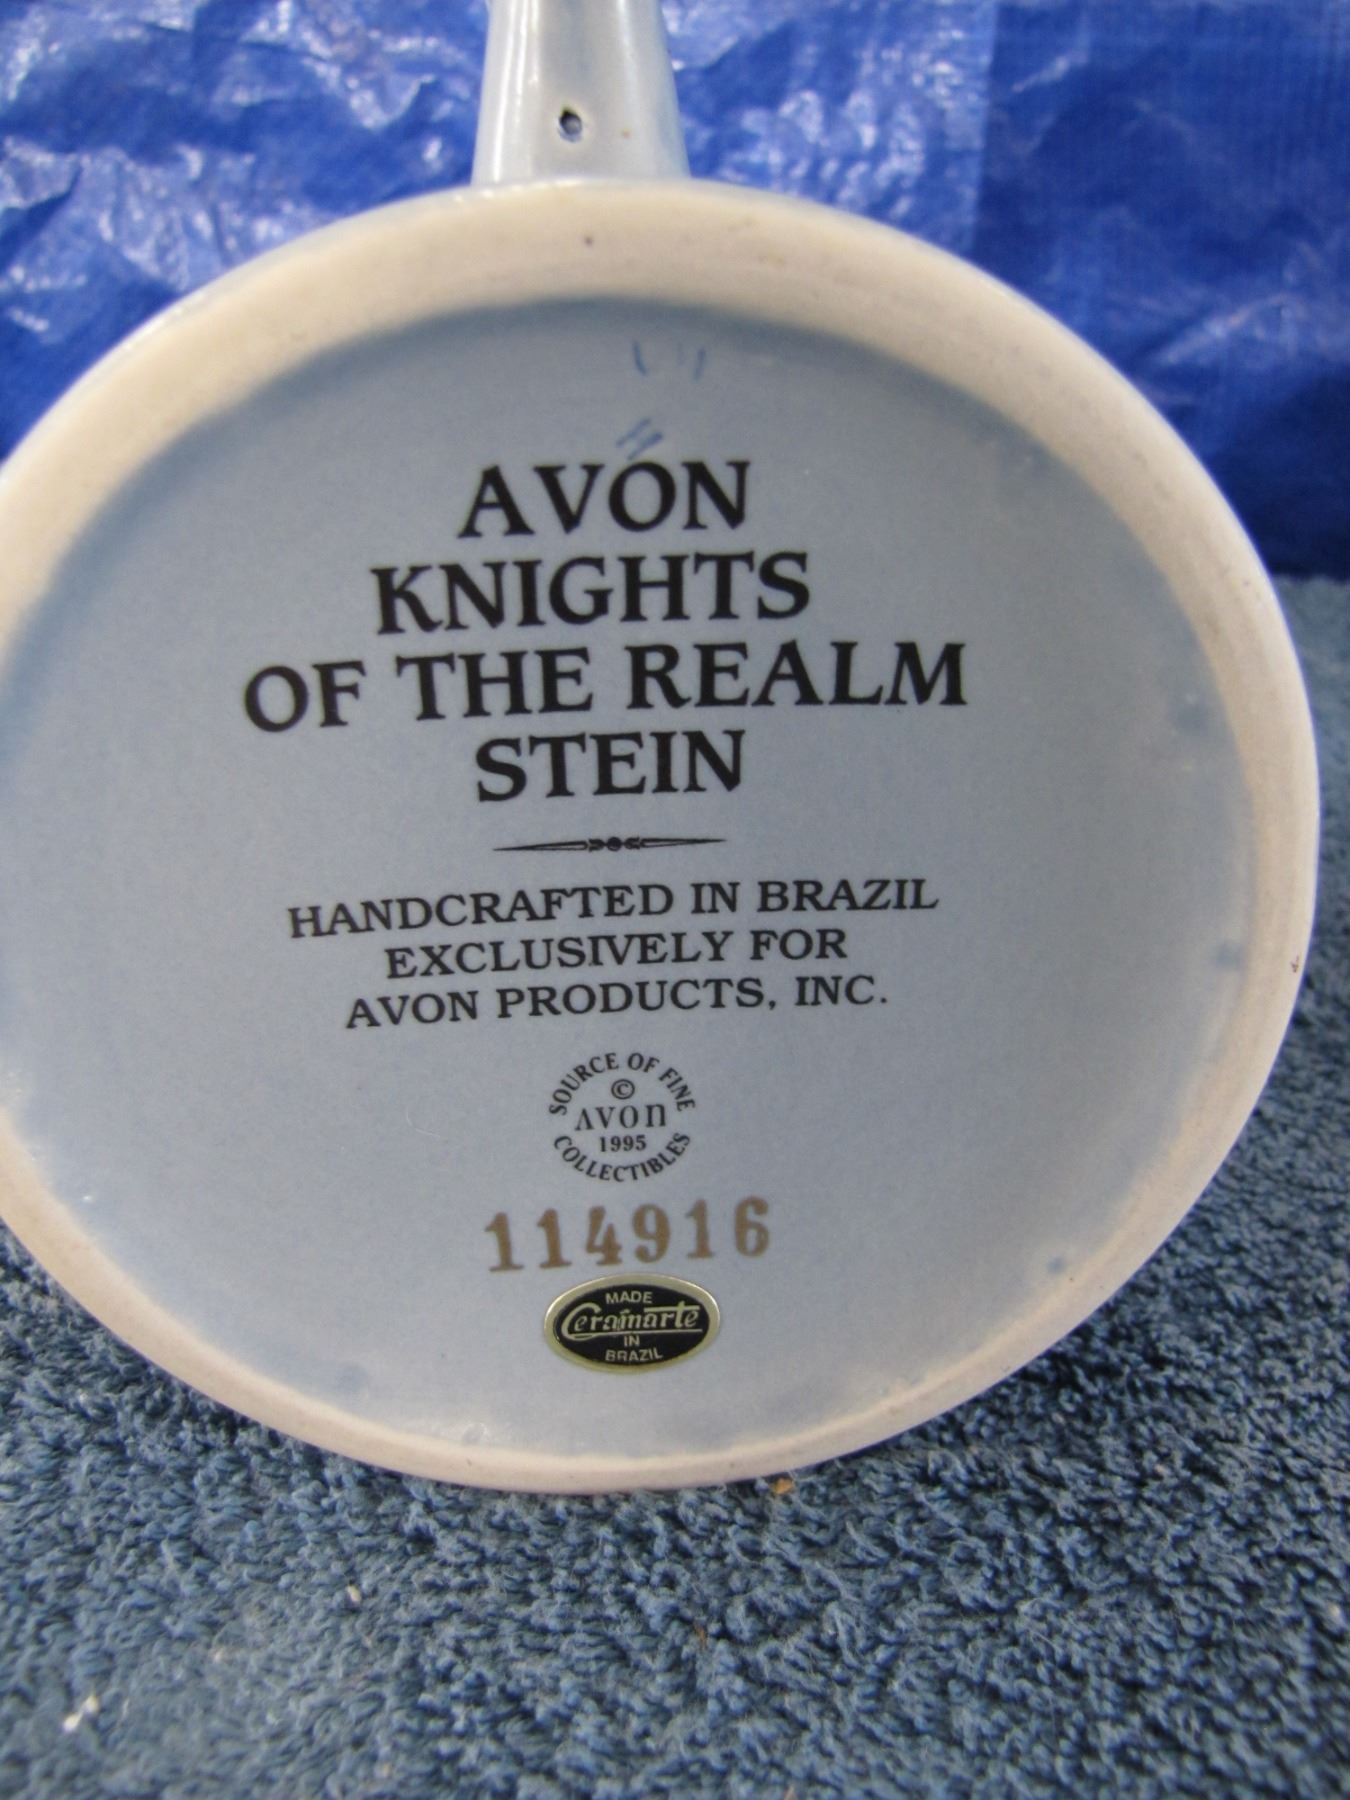 AVON
KNIGHTS
OF THE REALM
STEIN
HANDCRAFTED IN BRAZIL
EXCLUSIVELY FOR
AVON PRODUCTS, INC.
SOURCE OF FINE
©
AVON
1995
COLLECTIBLES
114916
MADE
Ceramarte
IN
BRAZIL